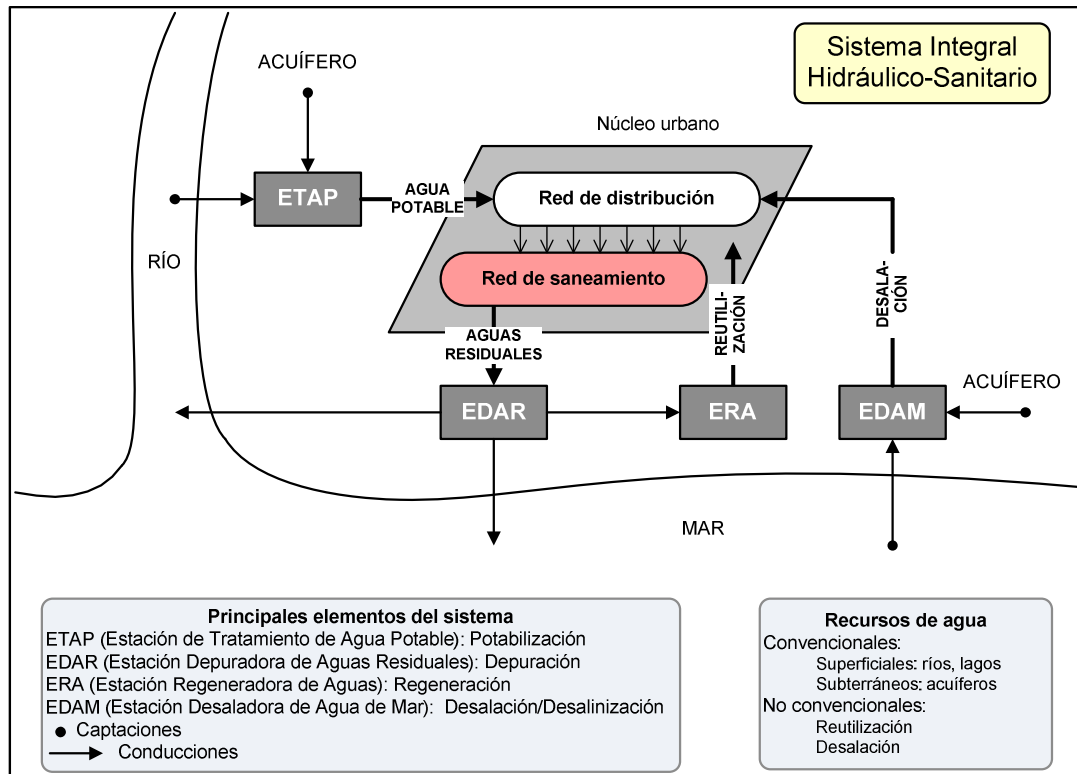 Sistema Integral
Hidráulico-Sanitario
ACUÍFERO
Núcleo urbano
ETAP
AGUA
POTABLE
Red de distribución
RÍO
Red de saneamiento
AGUAS
RESIDUALES
REUTILI-
ZACIÓN
DESALA-
CIÓN
ACUÍFERO
EDAR
ERA
EDAM
MAR
Principales elementos del sistema
ETAP (Estación de Tratamiento de Agua Potable): Potabilización
EDAR (Estación Depuradora de Aguas Residuales): Depuración
ERA (Estación Regeneradora de Aguas): Regeneración
EDAM (Estación Desaladora de Agua de Mar): Desalación/Desalinización
Captaciones
Conducciones
Recursos de agua
Convencionales:
Superficiales: ríos, lagos
Subterráneos: acuíferos
No convencionales:
Reutilización
Desalación